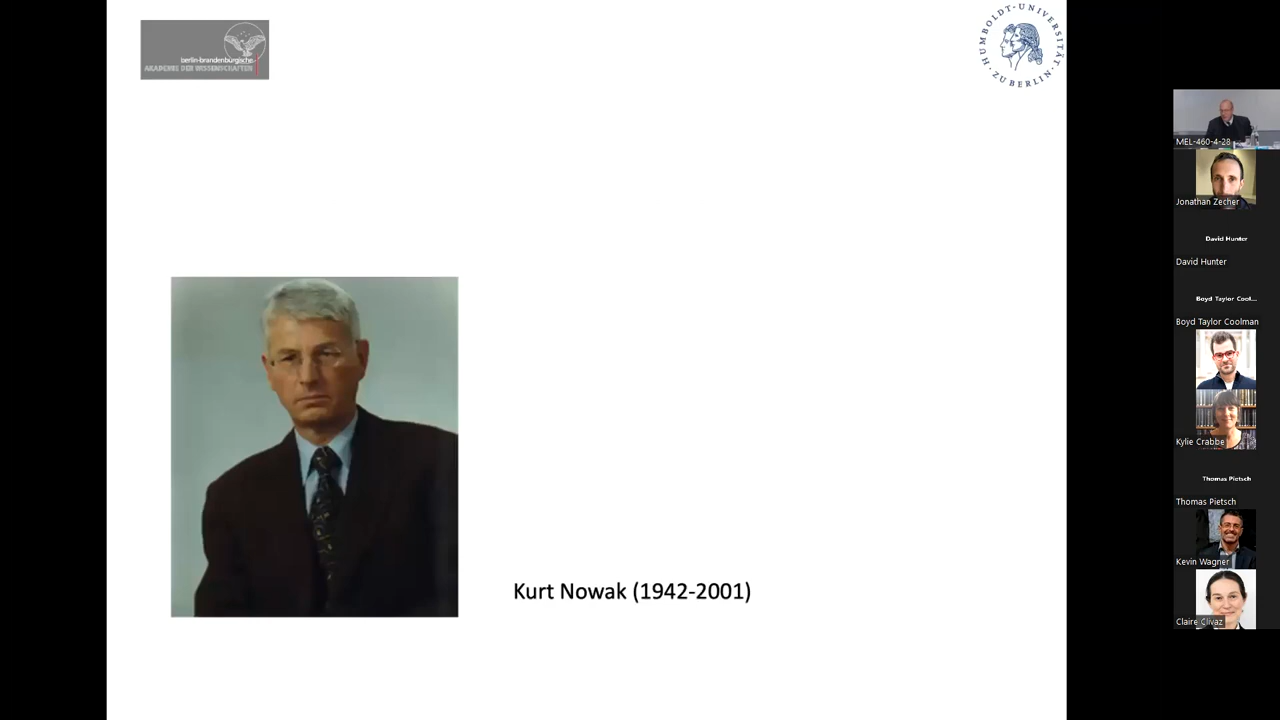 berlin-brandenburgische
AKADEMIE DER WISSENSCHAFTEN
HUMBOLDT-UNIVERSITÄT
ZU BERLIN
Kurt Nowak (1942-2001)
MEL-460-4-28
Jonathan Zecher
David Hunter
David Hunter
Boyd Taylor Cool...
Boyd Taylor Coolman
Kylie Crabbe
Thomas Pietsch
Thomas Pietsch
Kevin Wagner
Claire Clivaz